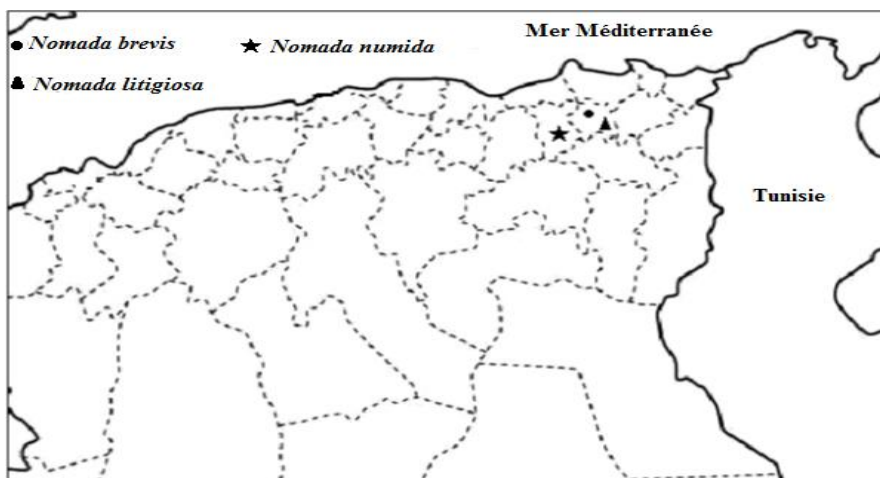 Mer Méditerranée
Nomada brevis
Nomada numida
Nomada litigiosa
Tunisie